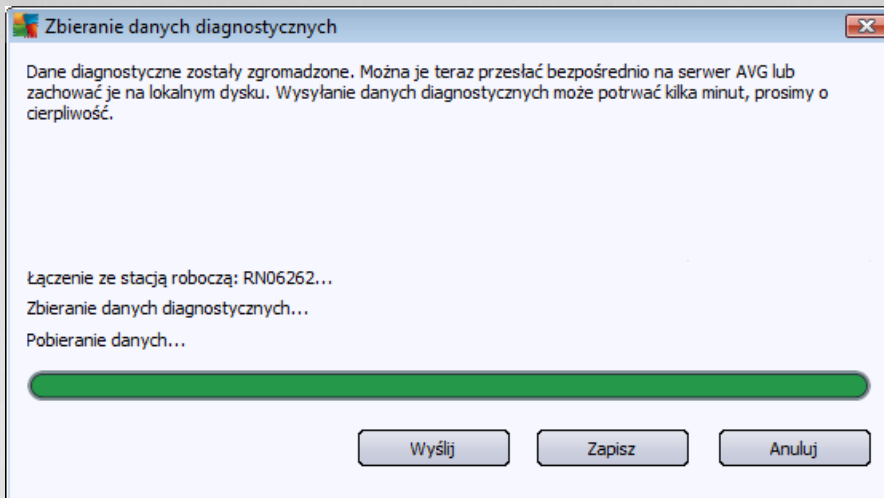 Zbieranie danych diagnostycznych
Dane diagnostyczne zostały zgromadzone. Można je teraz przesłać bezpośrednio na serwer AVG lub
zachować je na lokalnym dysku. Wysyłanie danych diagnostycznych może potrwać kilka minut, prosimy o
cierpliwość.
Łączenie ze stacją roboczą: RN06262...
Zbieranie danych diagnostycznych...
Pobieranie danych...
Wyślij Zapisz Anuluj